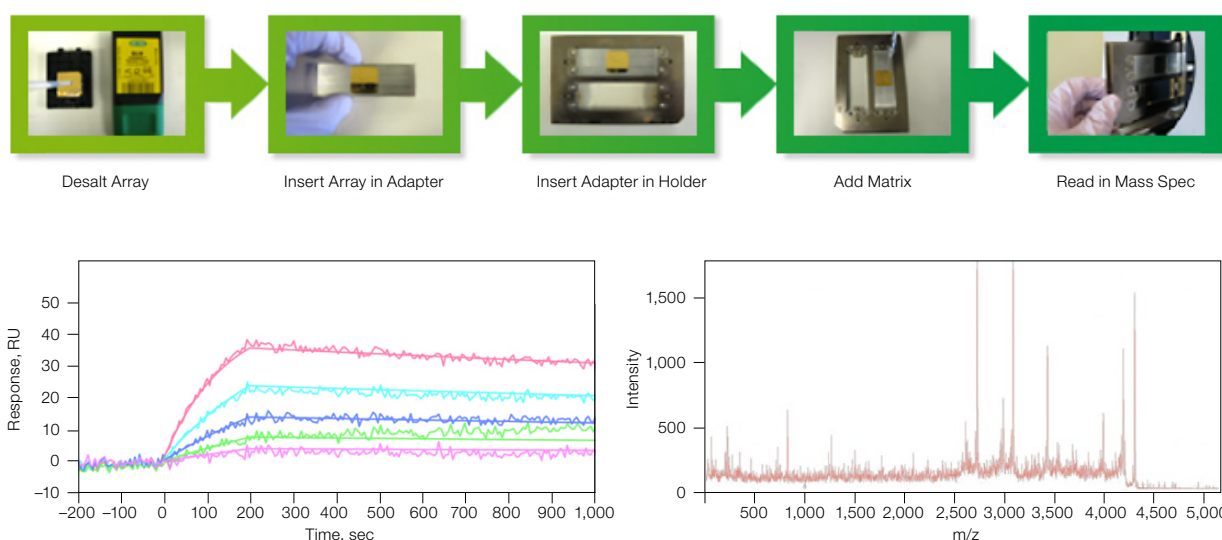 Desalt Array
Insert Array in Adapter
Insert Adapter in Holder
Add Matrix
Read in Mass Spec
Response, RU
50
40
30
20
10
0
–10
–200 –100 0 100 200 300 400 500 600 700 800 900 1,000
Time, sec
Intensity
1,500
1,000
500
0
500 1,000 1,500 2,000 2,500 3,000 3,500 4,000 4,500 5,000
m/z